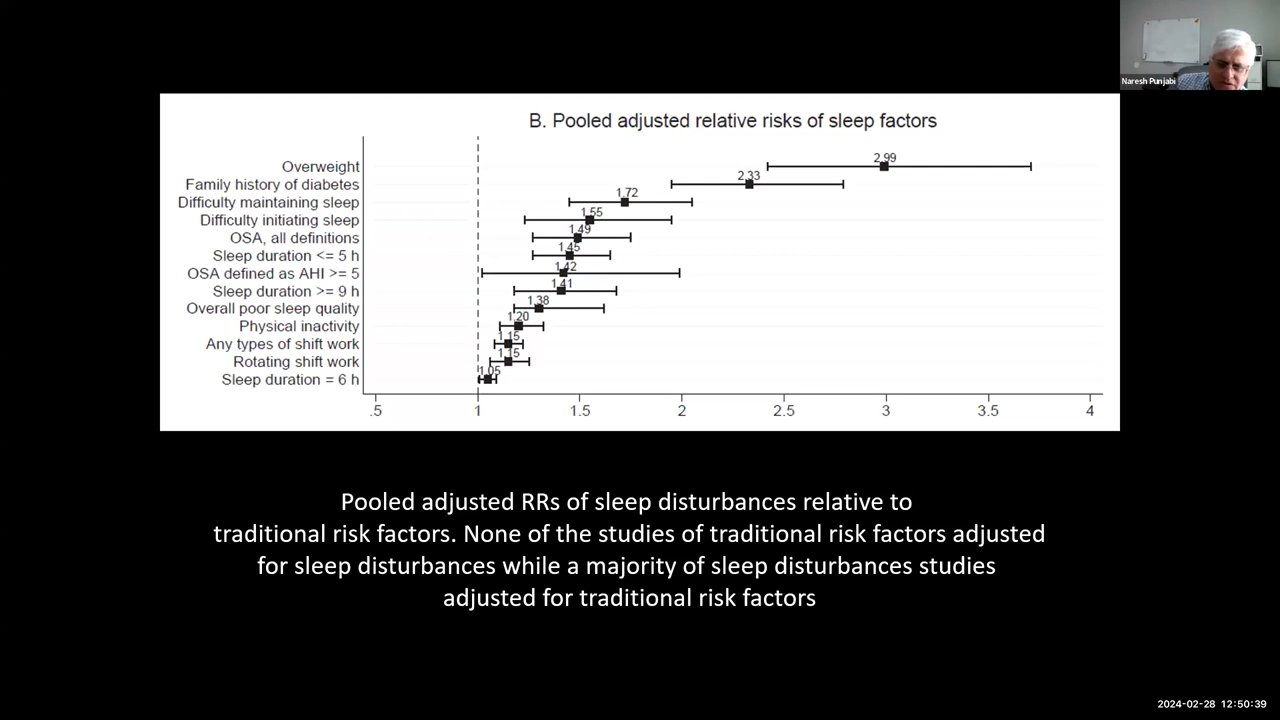 Naresh Punjabi
B. Pooled adjusted relative risks of sleep factors
Overweight 2.99
Family history of diabetes 2.33
Difficulty maintaining sleep 1.72
Difficulty initiating sleep 1.55
OSA, all definitions 1.49
Sleep duration <= 5 h 1.45
OSA defined as AHI >= 5 1.42
Sleep duration >= 9 h 1.41
Overall poor sleep quality 1.38
Physical inactivity 1.20
Any types of shift work 1.15
Rotating shift work 1.15
Sleep duration = 6 h 1.05
.5 1 1.5 2 2.5 3 3.5 4
Pooled adjusted RRs of sleep disturbances relative to
traditional risk factors. None of the studies of traditional risk factors adjusted
for sleep disturbances while a majority of sleep disturbances studies
adjusted for traditional risk factors
2024-02-28 12:50:39